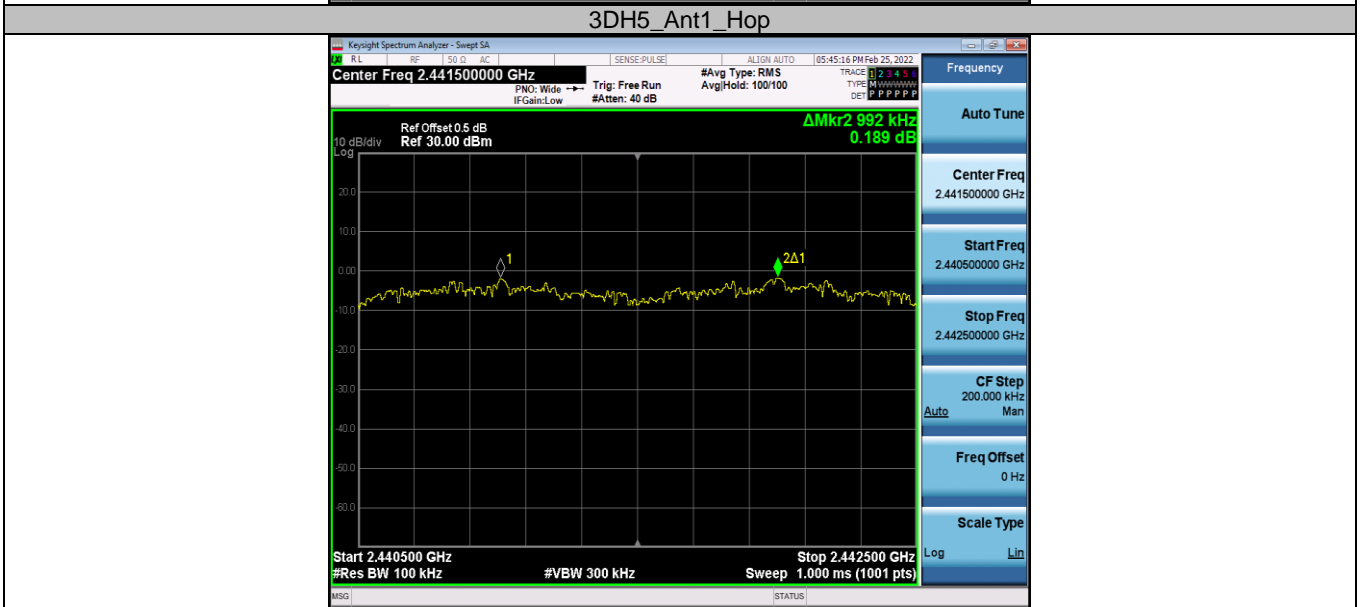 3DH5_Ant1_Hop
Keysight Spectrum Analyzer - Swept SA
RL RF 50 Ω AC SENSE:PULSE ALIGN AUTO 05:45:16 PM Feb 25, 2022
Center Freq 2.441500000 GHz
PNO: Wide
IFGain:Low
Trig: Free Run
#Atten: 40 dB
#Avg Type: RMS
Avg|Hold: 100/100
TRACE 1 2 3 4 5 6
TYPE M WWWWW
DET P P P P P P
Frequency
ΔMkr2 992 kHz
0.189 dB
Ref Offset 0.5 dB
10 dB/div Ref 30.00 dBm
Log
20.0
10.0
0.00
-10.0
-20.0
-30.0
-40.0
-50.0
-60.0
1
2Δ1
Start 2.440500 GHz Stop 2.442500 GHz
#Res BW 100 kHz #VBW 300 kHz Sweep 1.000 ms (1001 pts)
MSG STATUS
Auto Tune
Center Freq
2.441500000 GHz
Start Freq
2.440500000 GHz
Stop Freq
2.442500000 GHz
CF Step
200.000 kHz
Auto Man
Freq Offset
0 Hz
Scale Type
Log Lin